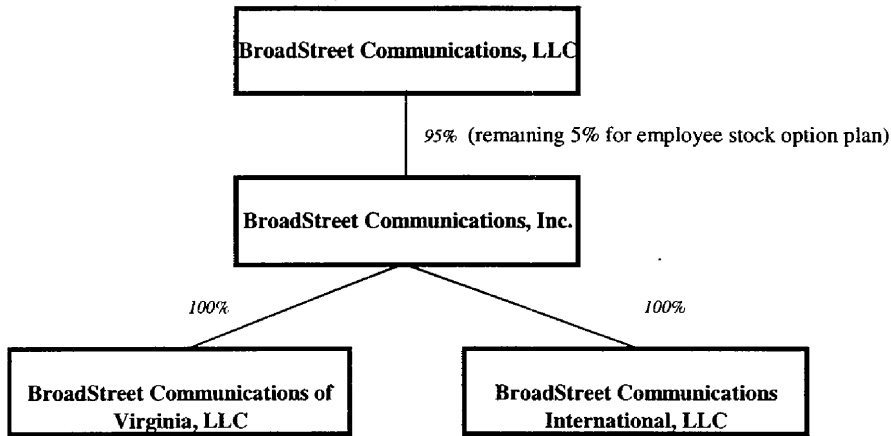 BroadStreet Communications, LLC
95% (remaining 5% for employee stock option plan)
BroadStreet Communications, Inc.
100%
100%
BroadStreet Communications of
Virginia, LLC
BroadStreet Communications
International, LLC